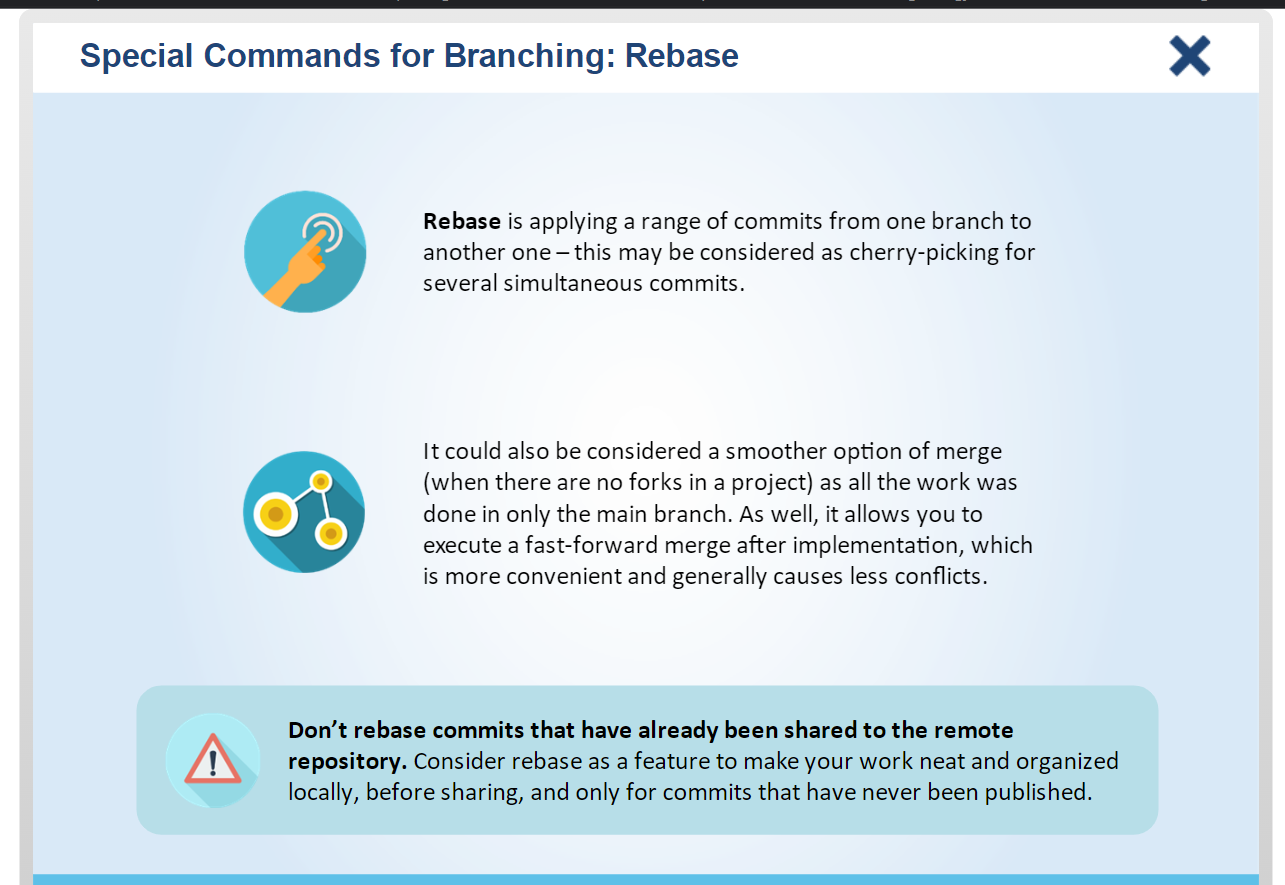 Special Commands for Branching: Rebase
Rebase is applying a range of commits from one branch to
another one – this may be considered as cherry-picking for
several simultaneous commits.
It could also be considered a smoother option of merge
(when there are no forks in a project) as all the work was
done in only the main branch. As well, it allows you to
execute a fast-forward merge after implementation, which
is more convenient and generally causes less conflicts.
Don’t rebase commits that have already been shared to the remote
repository. Consider rebase as a feature to make your work neat and organized
locally, before sharing, and only for commits that have never been published.